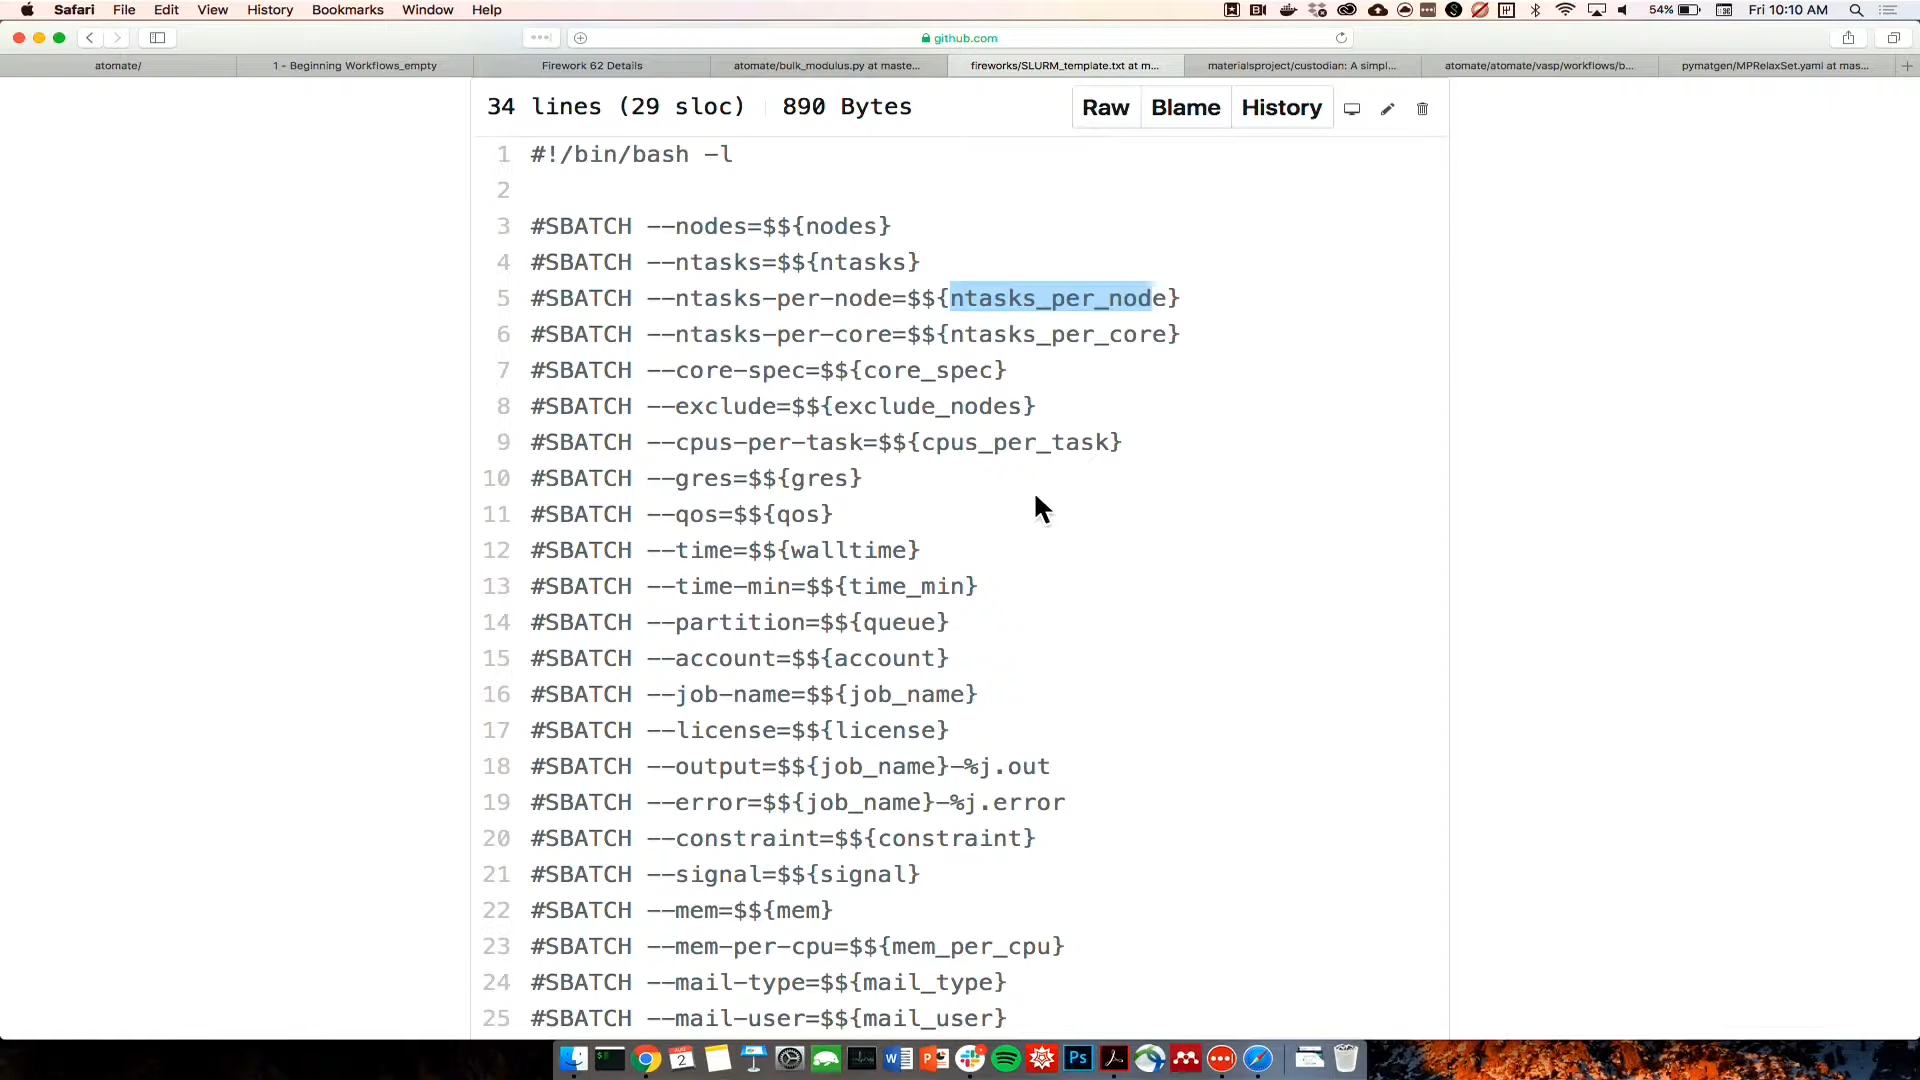 Safari File Edit View History Bookmarks Window Help 54% Fri 10:10 AM
github.com
atomate/ 1 - Beginning Workflows_empty Firework 62 Details atomate/bulk_modulus.py at maste... fireworks/SLURM_template.txt at m... materialsproject/custodian: A simpl... atomate/atomate/vasp/workflows/b... pymatgen/MPRelaxSet.yaml at mas...
34 lines (29 sloc) 890 Bytes Raw Blame History
1 #!/bin/bash -l
2
3 #SBATCH --nodes=$${nodes}
4 #SBATCH --ntasks=$${ntasks}
5 #SBATCH --ntasks-per-node=$${ntasks_per_node}
6 #SBATCH --ntasks-per-core=$${ntasks_per_core}
7 #SBATCH --core-spec=$${core_spec}
8 #SBATCH --exclude=$${exclude_nodes}
9 #SBATCH --cpus-per-task=$${cpus_per_task}
10 #SBATCH --gres=$${gres}
11 #SBATCH --qos=$${qos}
12 #SBATCH --time=$${walltime}
13 #SBATCH --time-min=$${time_min}
14 #SBATCH --partition=$${queue}
15 #SBATCH --account=$${account}
16 #SBATCH --job-name=$${job_name}
17 #SBATCH --license=$${license}
18 #SBATCH --output=$${job_name}-%j.out
19 #SBATCH --error=$${job_name}-%j.error
20 #SBATCH --constraint=$${constraint}
21 #SBATCH --signal=$${signal}
22 #SBATCH --mem=$${mem}
23 #SBATCH --mem-per-cpu=$${mem_per_cpu}
24 #SBATCH --mail-type=$${mail_type}
25 #SBATCH --mail-user=$${mail_user}
2 W P Ps